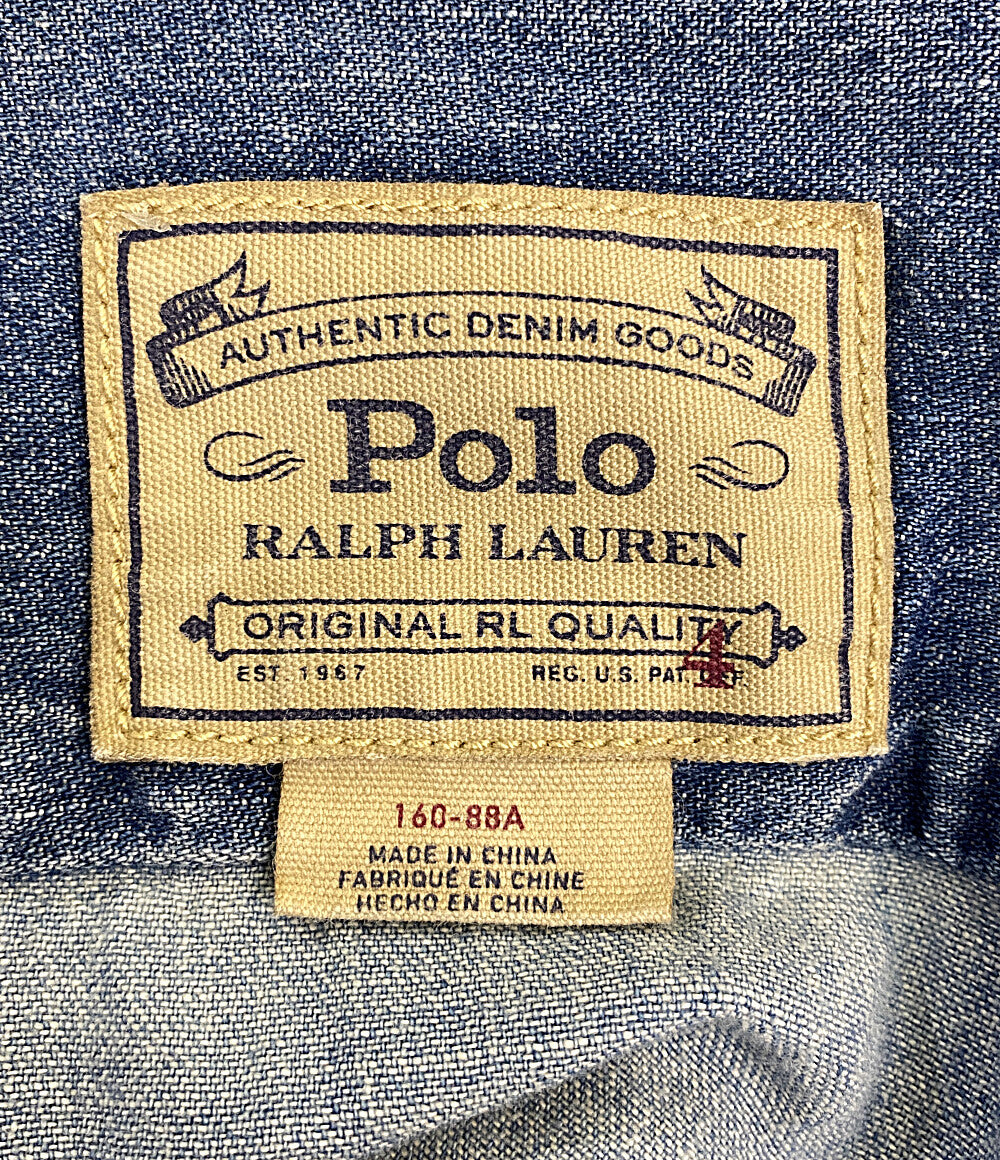 AUTHENTIC DENIM GOODS
Polo
RALPH LAUREN
ORIGINAL RL QUALITY
EST. 1967 REG. U.S. PAT.
4
160-88A
MADE IN CHINA
FABRIQUÉ EN CHINE
HECHO EN CHINA